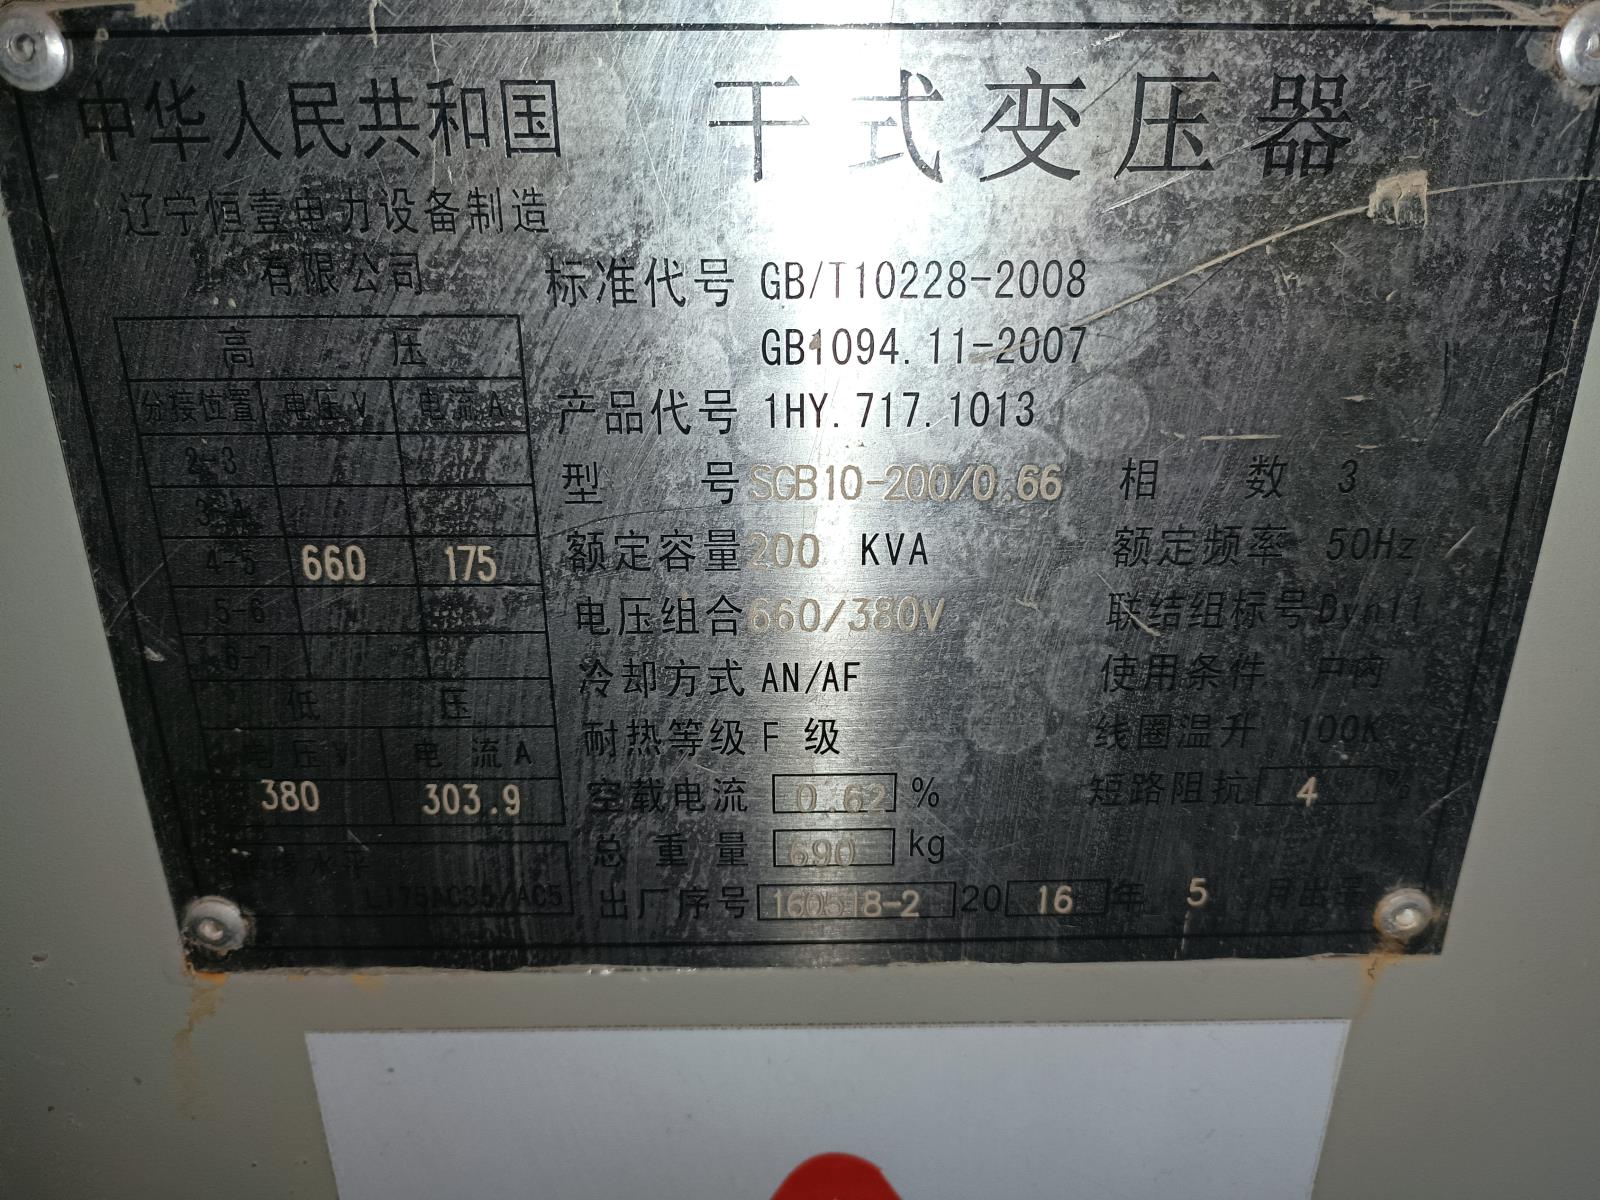 中华人民共和国 干式变压器
辽宁恒壹电力设备制造
有限公司
标准代号 GB/T10228-2008
GB1094.11-2007
产品代号 1HY.717.1013
型 号 SGB10-200/0.66 相 数 3
额定容量 200 KVA 额定频率 50Hz
电压组合 660/380V 联结组标号 Dyn11
冷却方式 AN/AF 使用条件 户内
耐热等级 F 级 线圈温升 100K
空载电流 0.62 % 短路阻抗 4 %
总重量 690 kg
出厂序号 160518-2 20 16 年 5 月出品
高 压
分接位置 电压V 电流A
2-3
3-4
4-5 660 175
5-6
6-7
低 压
电压V 电流A
380 303.9
水平
LI75AC35/AC5